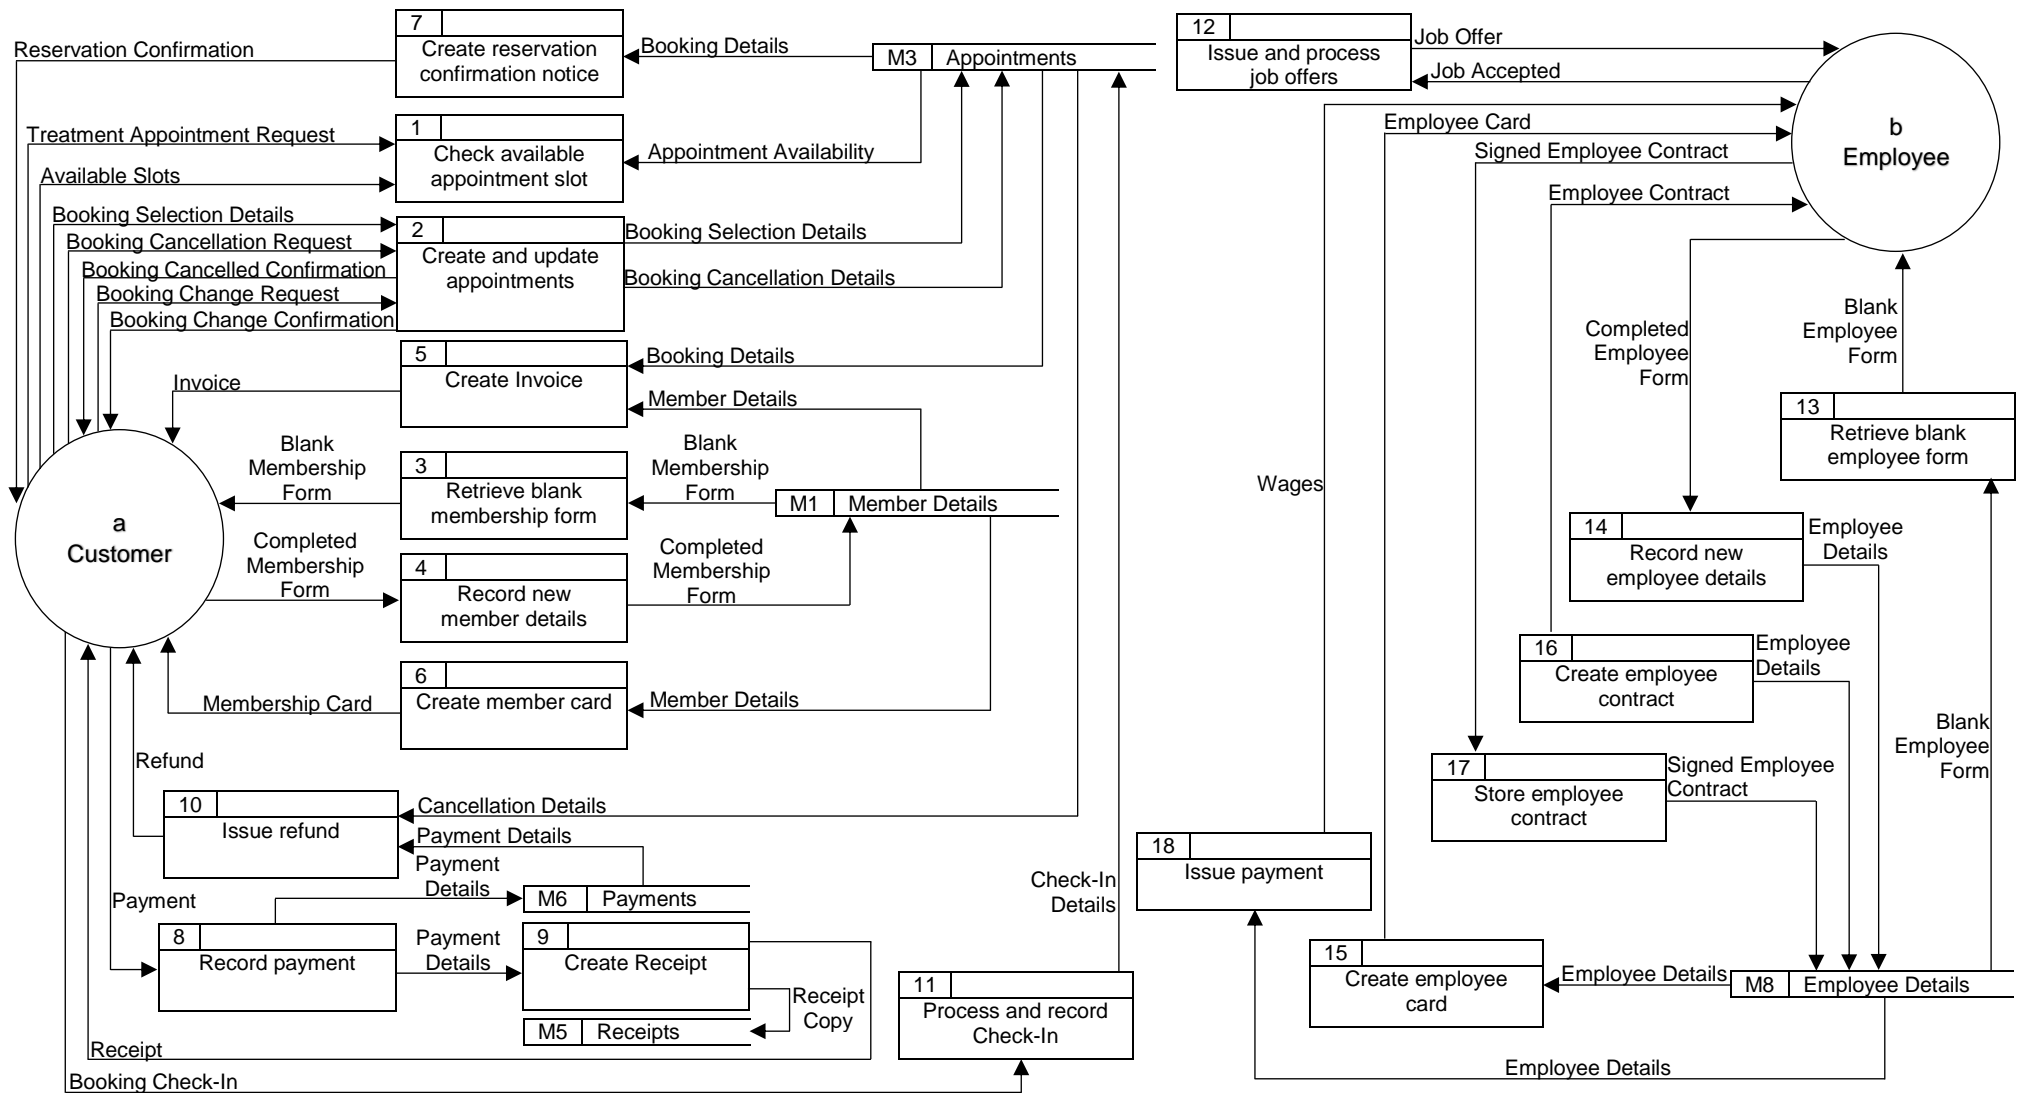 7
Create reservation
confirmation notice
Reservation Confirmation
Booking Details
M3 Appointments
12
Issue and process
job offers
Job Offer
Job Accepted
b
Employee
Treatment Appointment Request
1
Check available
appointment slot
Appointment Availability
Available Slots
Employee Card
Signed Employee Contract
Employee Contract
Booking Selection Details
Booking Cancellation Request
Booking Cancelled Confirmation
Booking Change Request
Booking Change Confirmation
2
Create and update
appointments
Booking Selection Details
Booking Cancellation Details
Completed
Employee
Form
Blank
Employee
Form
5
Create Invoice
Invoice
Booking Details
Member Details
13
Retrieve blank
employee form
a
Customer
Blank
Membership
Form
3
Retrieve blank
membership form
Blank
Membership
Form
M1 Member Details
Wages
Completed
Membership
Form
4
Record new
member details
Completed
Membership
Form
14
Record new
employee details
Employee
Details
16
Create employee
contract
Employee
Details
Membership Card
6
Create member card
Member Details
Blank
Employee
Form
Refund
10
Issue refund
Cancellation Details
Payment Details
17
Store employee
contract
Signed Employee
Contract
18
Issue payment
Payment
Payment
Details
M6 Payments
Check-In
Details
8
Record payment
Payment
Details
9
Create Receipt
Receipt
Copy
M5 Receipts
11
Process and record
Check-In
15
Create employee
card
Employee Details
M8 Employee Details
Receipt
Booking Check-In
Employee Details